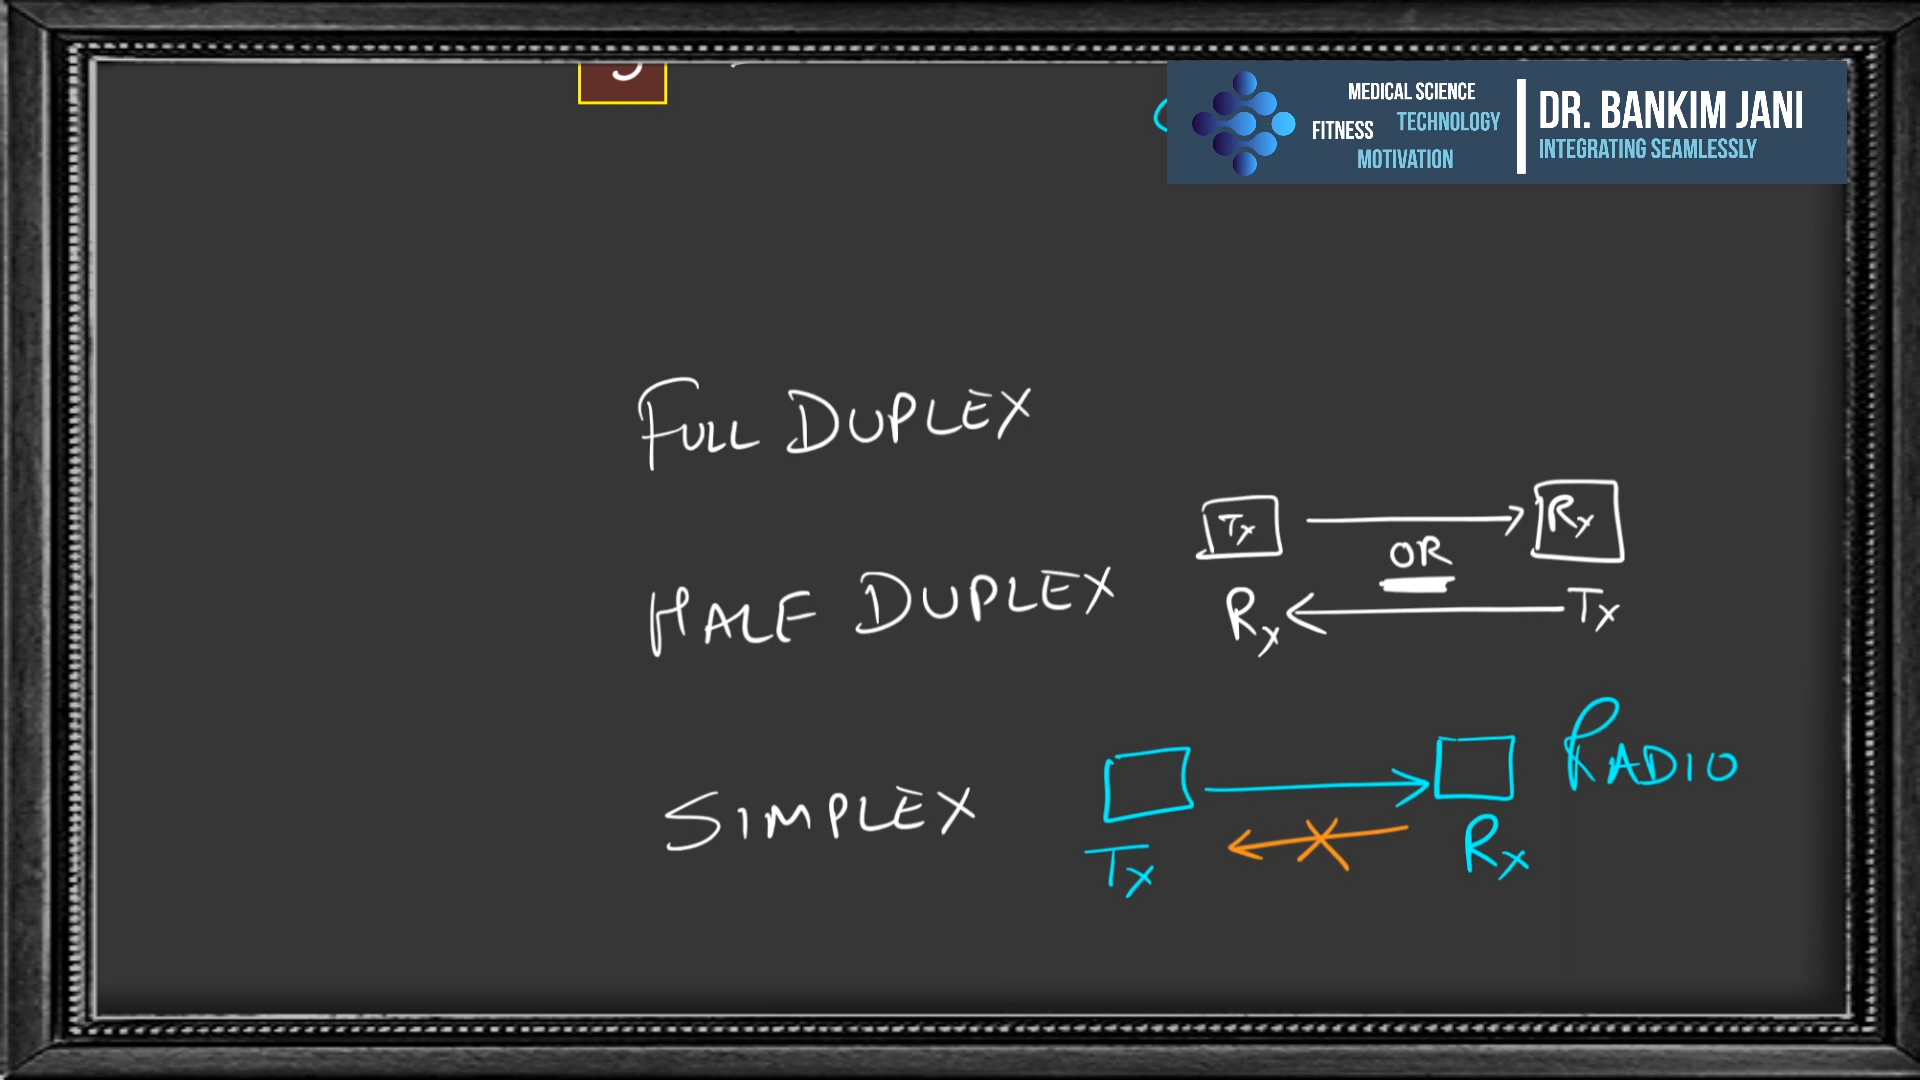 MEDICAL SCIENCE
FITNESS TECHNOLOGY
MOTIVATION
DR. BANKIM JANI
INTEGRATING SEAMLESSLY
FULL DUPLEX
Tx Rx
OR
HALF DUPLEX Rx Tx
RADIO
SIMPLEX
Tx Rx